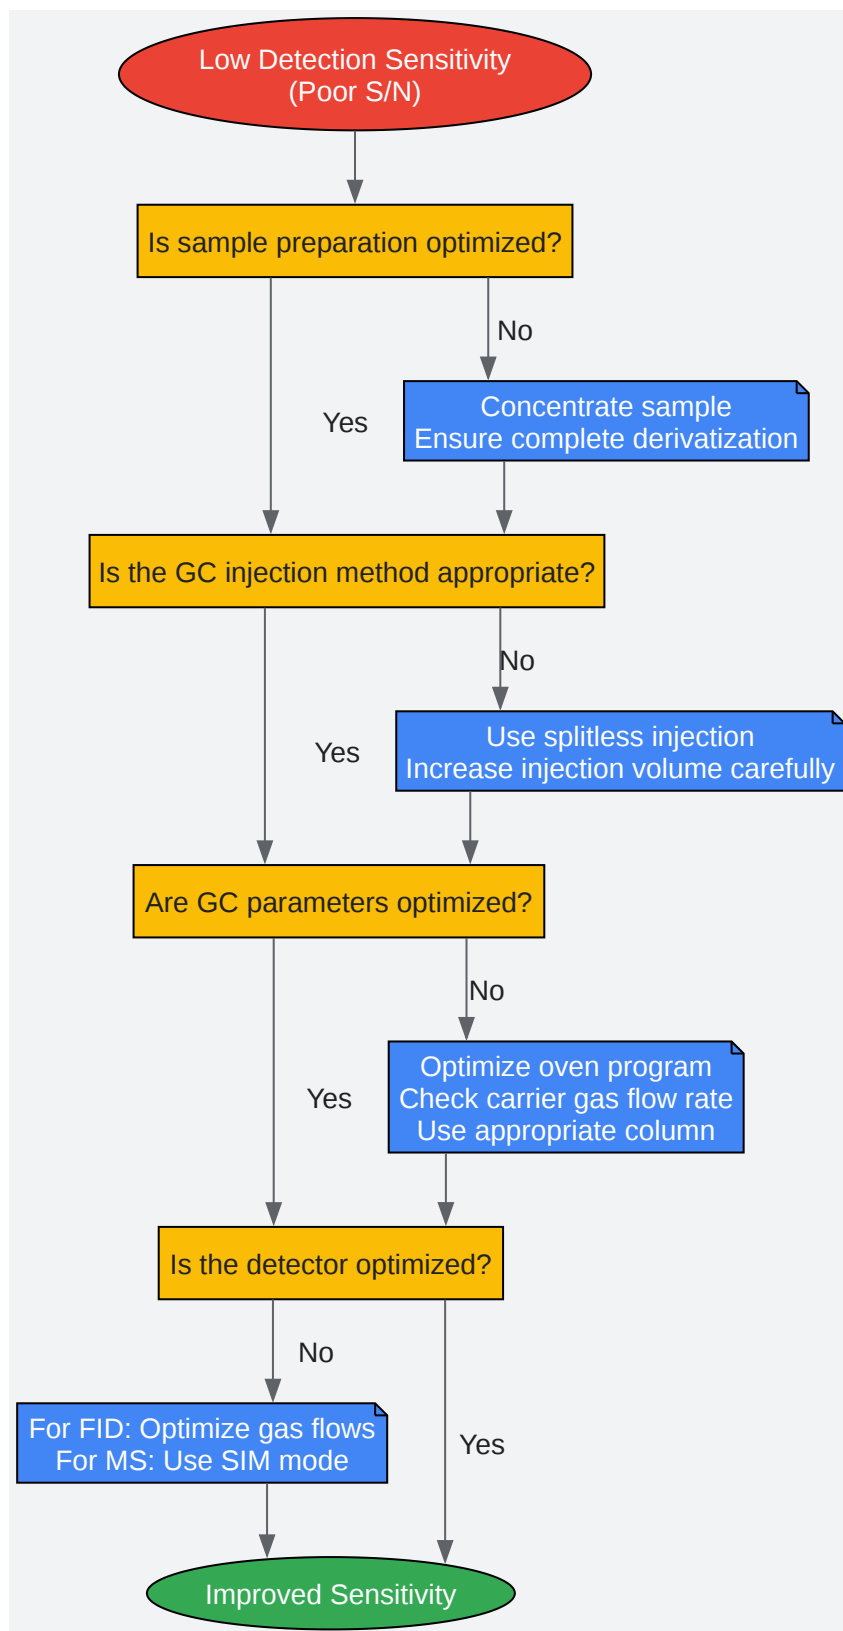 Low Detection Sensitivity
(Poor S/N)
Is sample preparation optimized?
No
Concentrate sample
Ensure complete derivatization
Yes
Is the GC injection method appropriate?
No
Use splitless injection
Increase injection volume carefully
Yes
Are GC parameters optimized?
No
Optimize oven program
Check carrier gas flow rate
Use appropriate column
Yes
Is the detector optimized?
No
For FID: Optimize gas flows
For MS: Use SIM mode
Yes
Improved Sensitivity